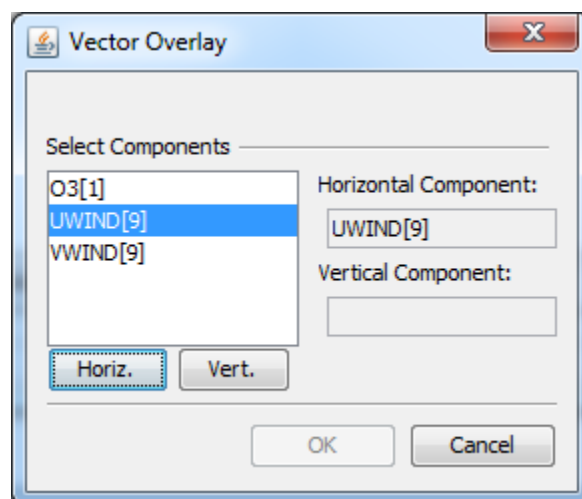 Vector Overlay
Select Components
O3[1]
UWIND[9]
VWIND[9]
Horizontal Component:
UWIND[9]
Vertical Component:
Horiz.
Vert.
OK
Cancel